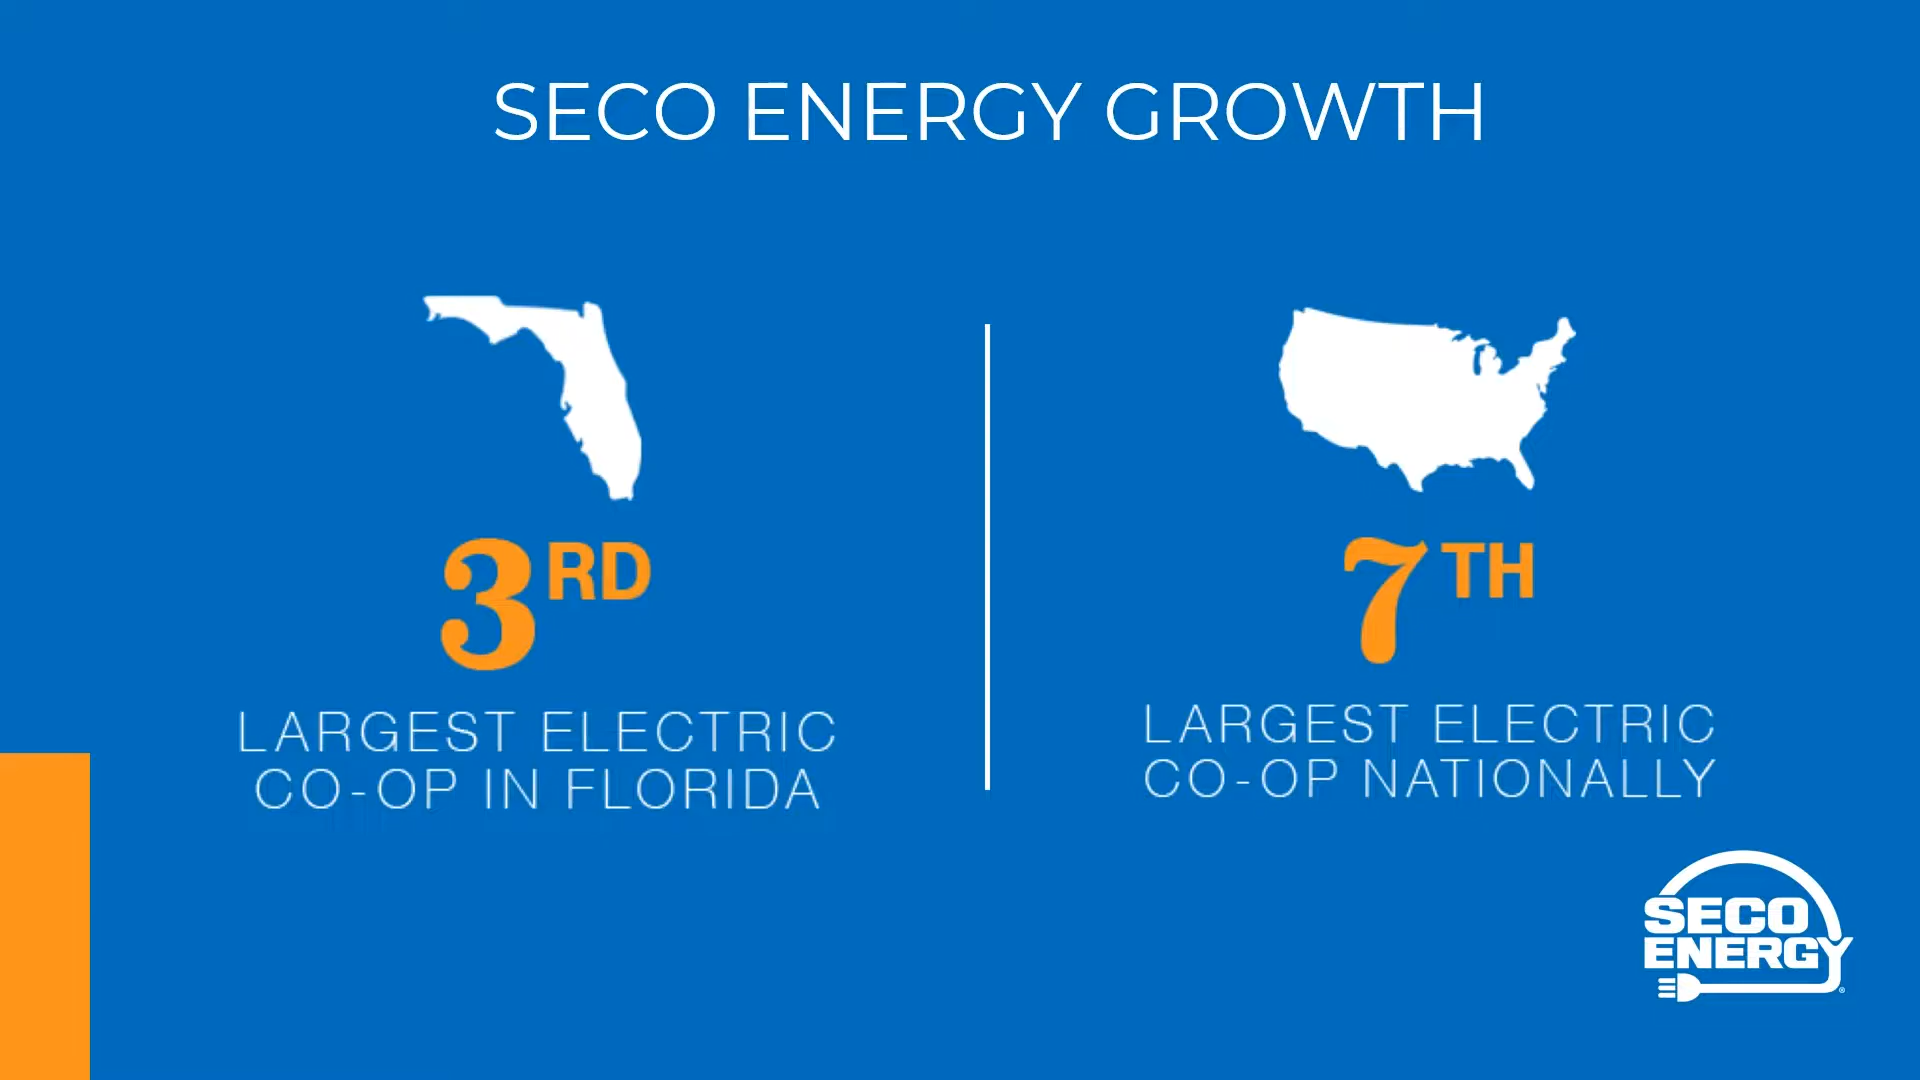 SECO ENERGY GROWTH
3RD
LARGEST ELECTRIC
CO-OP IN FLORIDA
7TH
LARGEST ELECTRIC
CO-OP NATIONALLY
SECO
ENERGY®